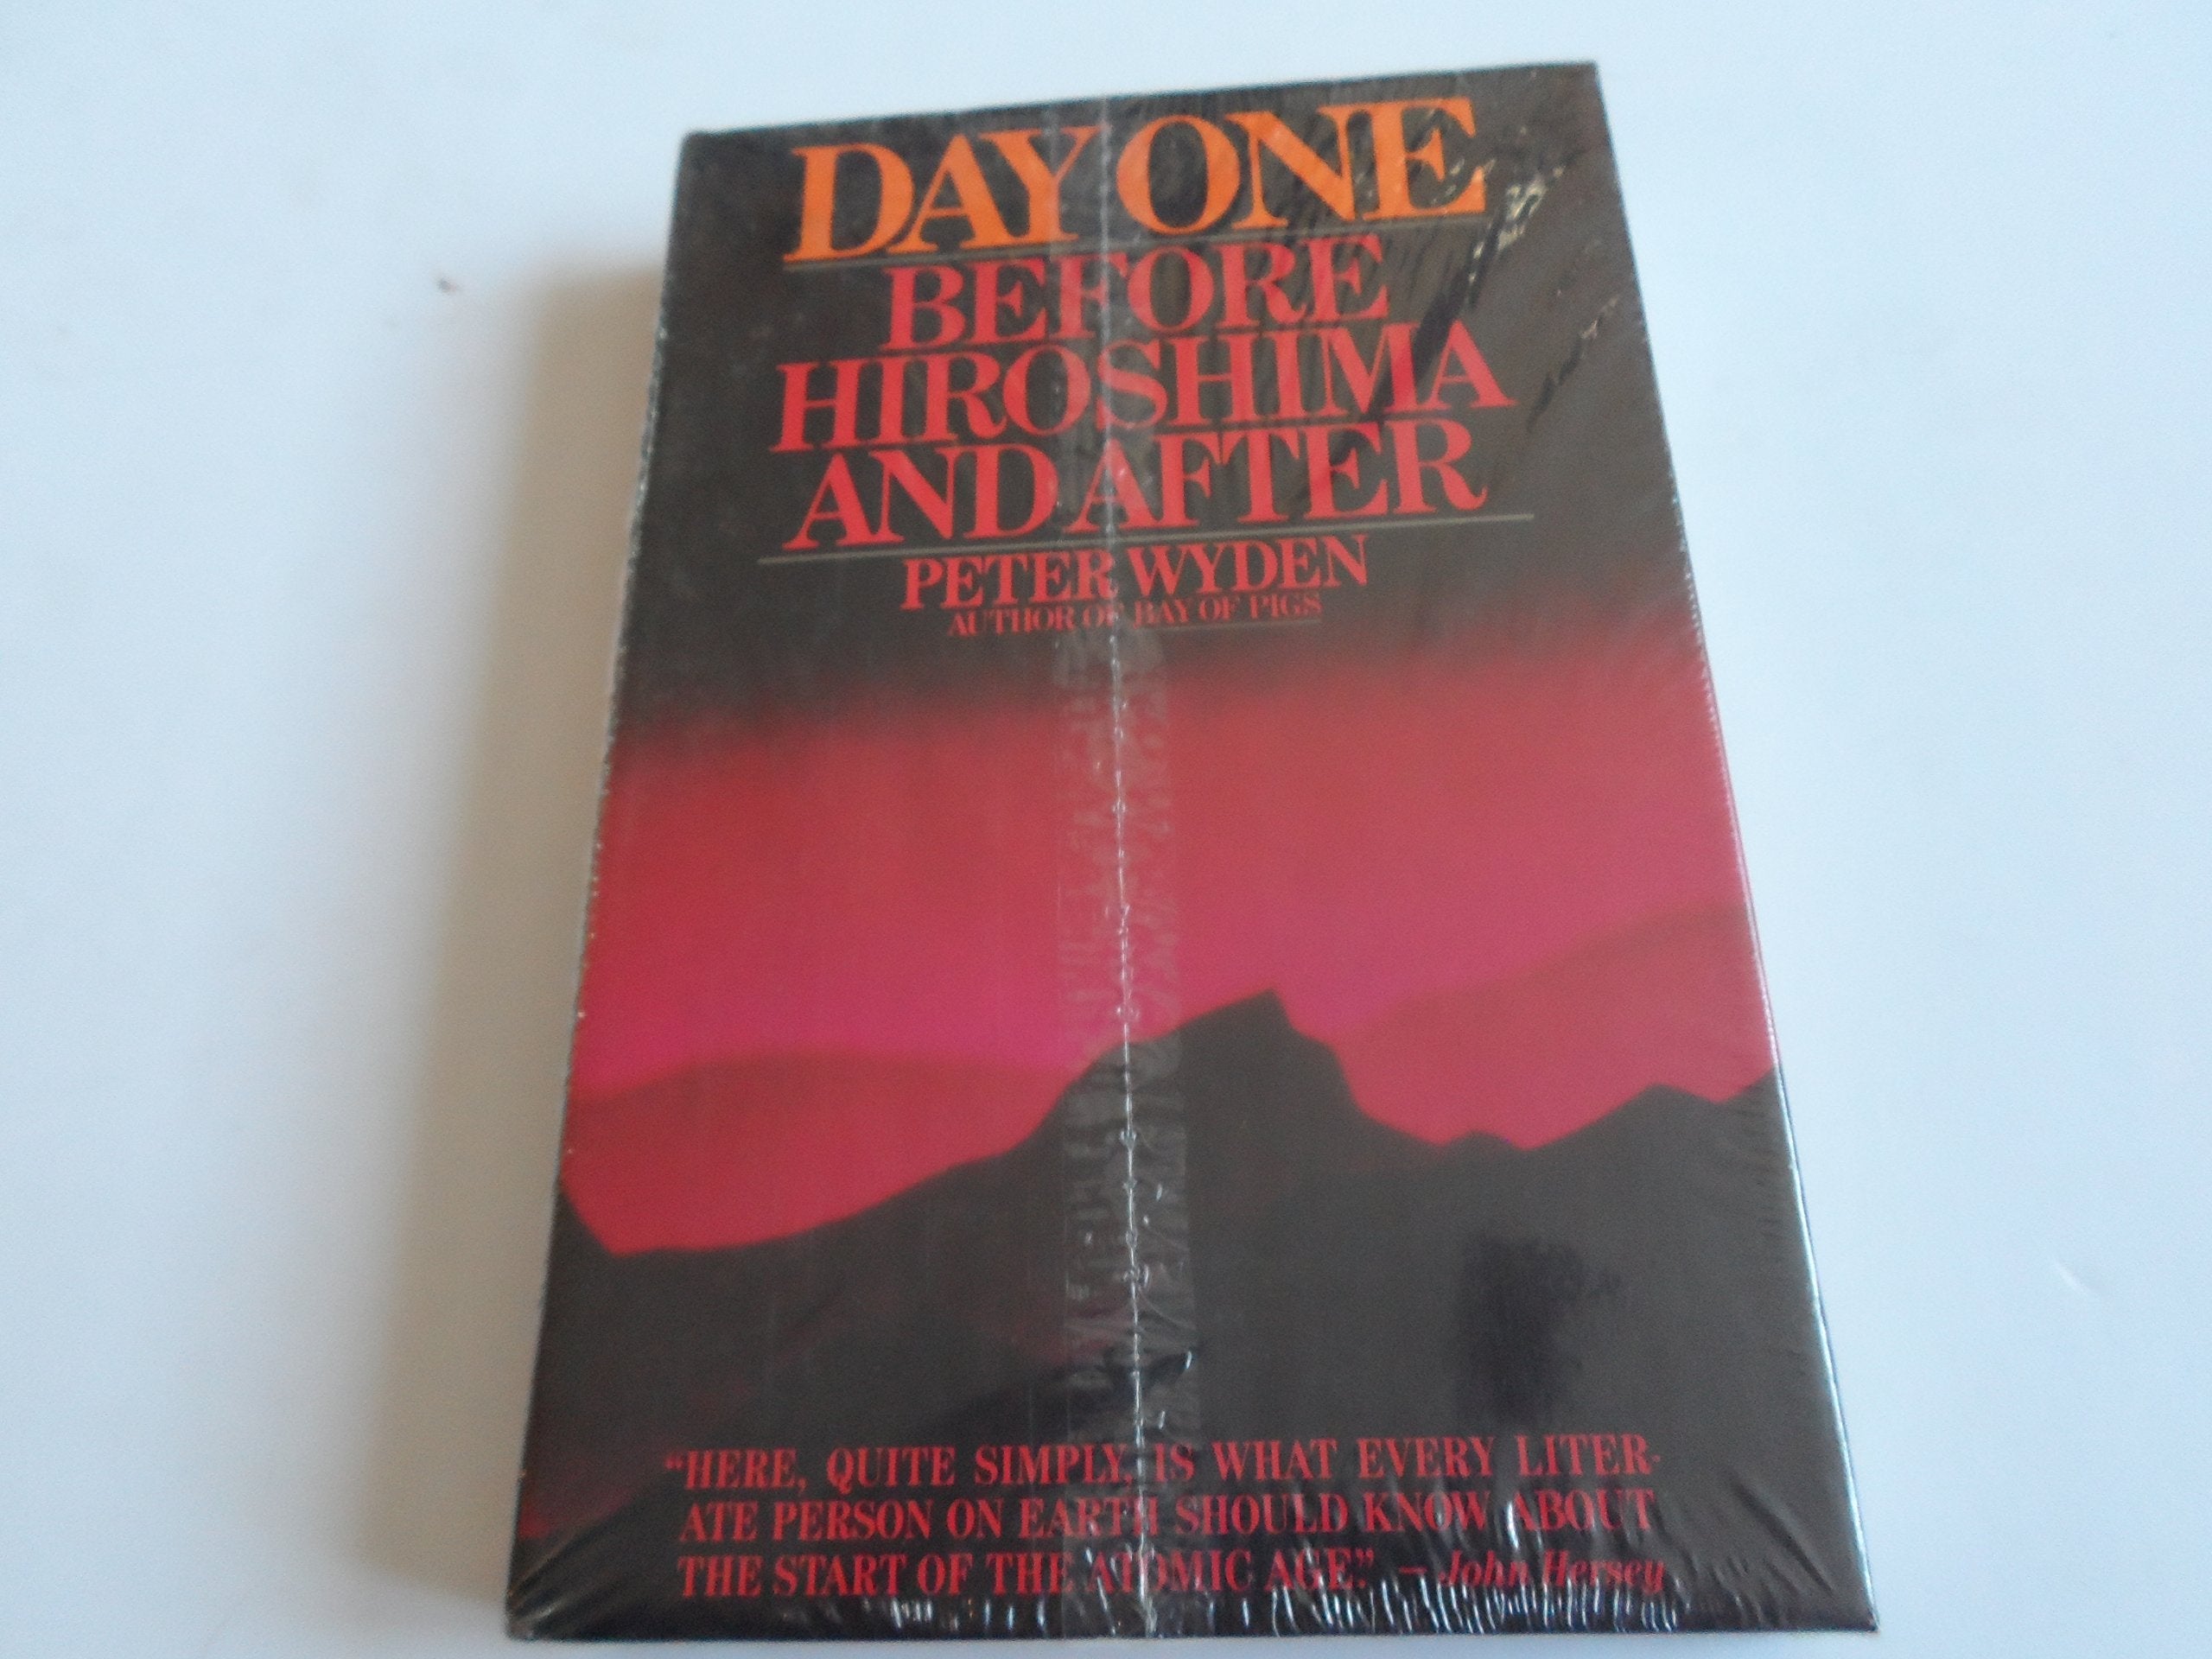 DAY ONE
BEFORE
HIROSHIMA
AND AFTER
PETER WYDEN
AUTHOR OF BAY OF PIGS
“HERE, QUITE SIMPLY, IS WHAT EVERY LITER-
ATE PERSON ON EARTH SHOULD KNOW ABOUT
THE START OF THE ATOMIC AGE.” — John Hersey